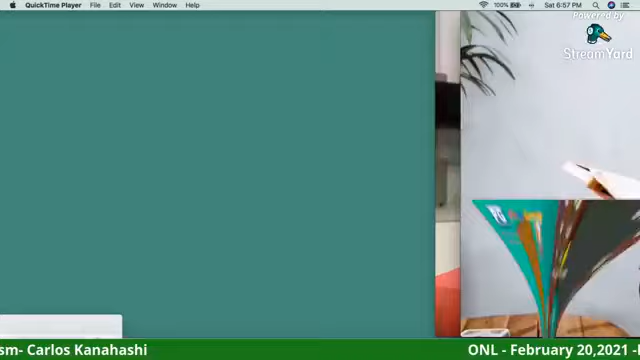 QuickTime Player File Edit View Window Help 100% Sat 6:57 PM
Powered by
StreamYard
sm- Carlos Kanahashi ONL - February 20,2021 -